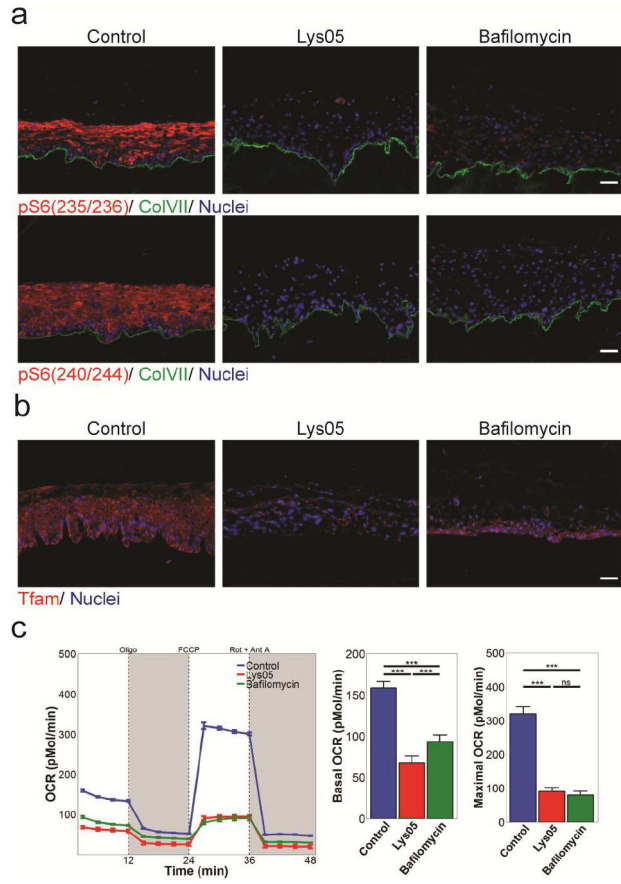 a
Control Lys05 Bafilomycin
pS6(235/236)/ ColVII/ Nuclei
pS6(240/244)/ ColVII/ Nuclei
b
Control Lys05 Bafilomycin
Tfam/ Nuclei
c
500
400
300
200
100
OCR (pMol/min)
Oligo FCCP Rot + Ant A
Control
Lys05
Bafilomycin
12 24 36 48
Time (min)
200
150
100
50
0
Basal OCR (pMol/min)
***
*** ***
Control Lys05 Bafilomycin
500
400
300
200
100
0
Maximal OCR (pMol/min)
***
*** ns
Control Lys05 Bafilomycin